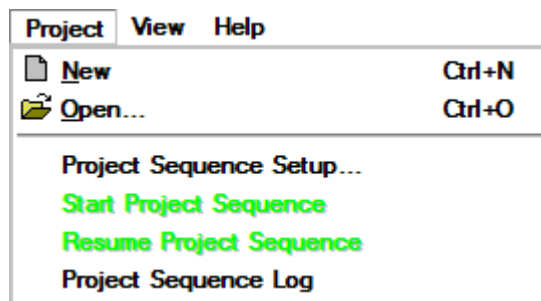 Project View Help
New Ctrl+N
Open... Ctrl+O
Project Sequence Setup...
Start Project Sequence
Resume Project Sequence
Project Sequence Log